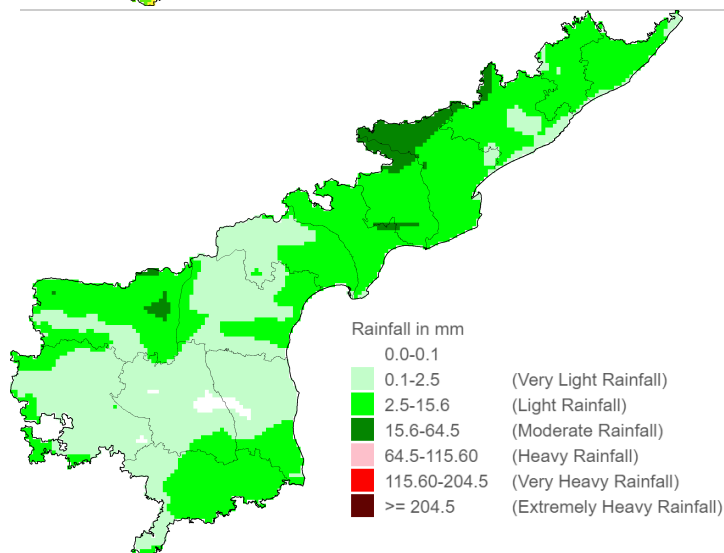 Rainfall in mm
0.0-0.1
0.1-2.5 (Very Light Rainfall)
2.5-15.6 (Light Rainfall)
15.6-64.5 (Moderate Rainfall)
64.5-115.60 (Heavy Rainfall)
115.60-204.5 (Very Heavy Rainfall)
>= 204.5 (Extremely Heavy Rainfall)